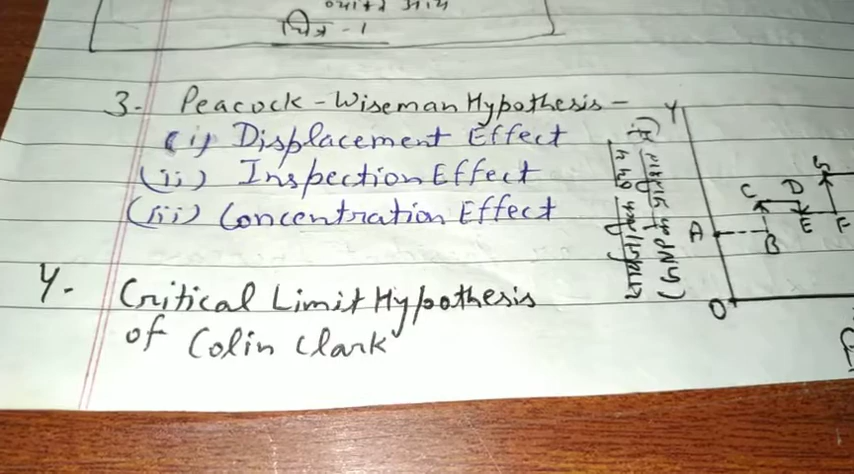 चित्र - 1
3. Peacock - Wiseman Hypothesis -
(i) Displacement Effect
(ii) Inspection Effect
(iii) Concentration Effect
Y
S
C D
A B E F
O
4. Critical Limit Hypothesis
of Colin Clark